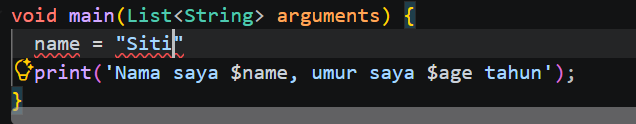 void main(List<String> arguments) {
  name = "Siti"
  print('Nama saya $name, umur saya $age tahun');
}